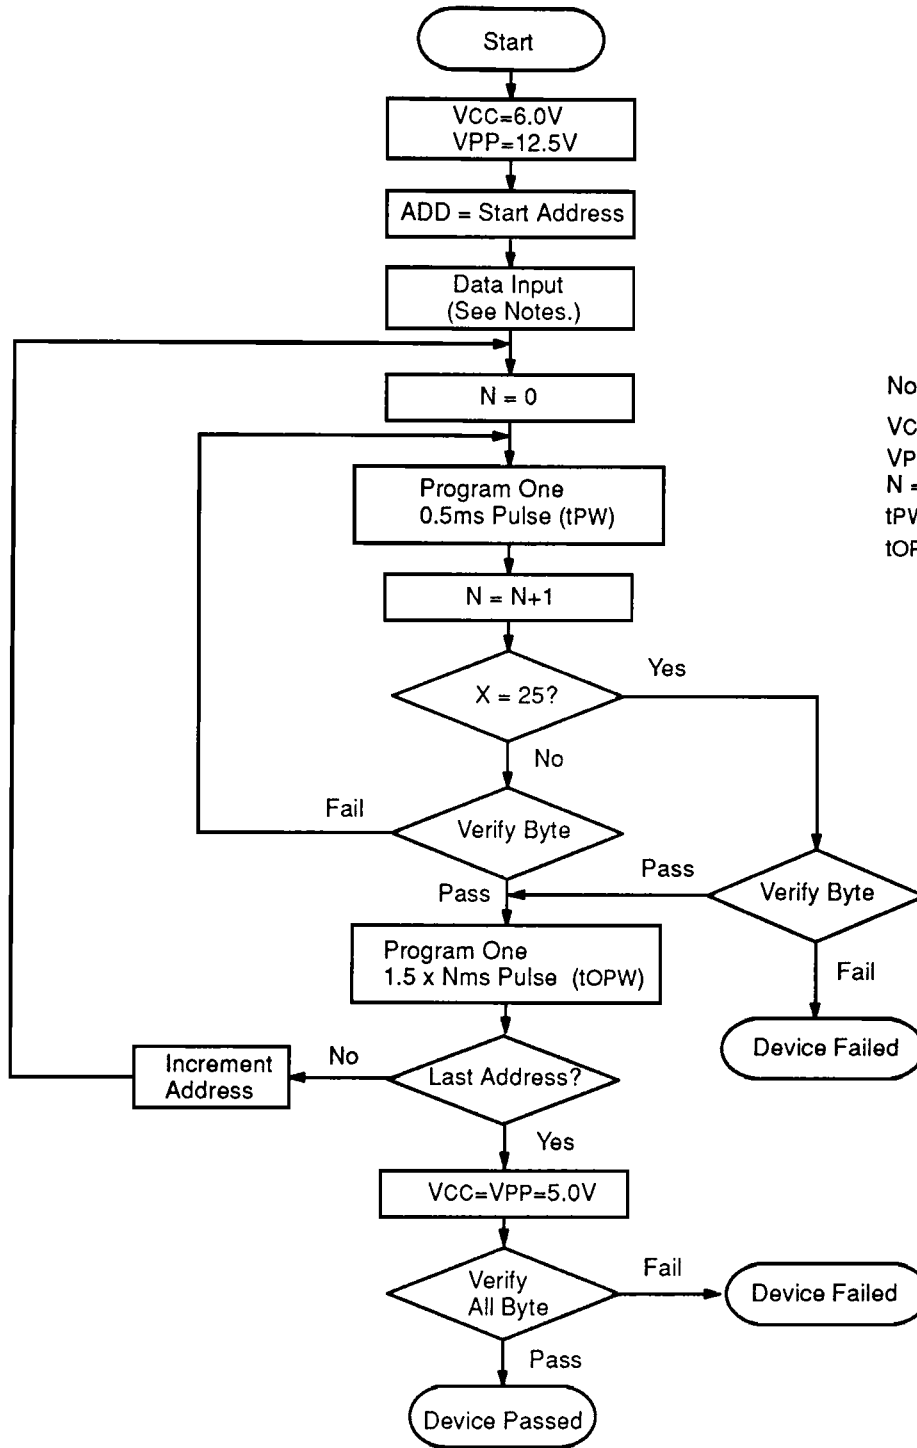 Start
VCC=6.0V
VPP=12.5V
ADD = Start Address
Data Input
(See Notes.)
N = 0
Program One
0.5ms Pulse (tPW)
N = N+1
X = 25?
Yes
No
Fail
Verify Byte
Pass
Pass
Verify Byte
Fail
Program One
1.5 x Nms Pulse (tOPW)
Device Failed
Increment
Address
No
Last Address?
Yes
VCC=VPP=5.0V
Verify
All Byte
Fail
Device Failed
Pass
Device Passed
N =